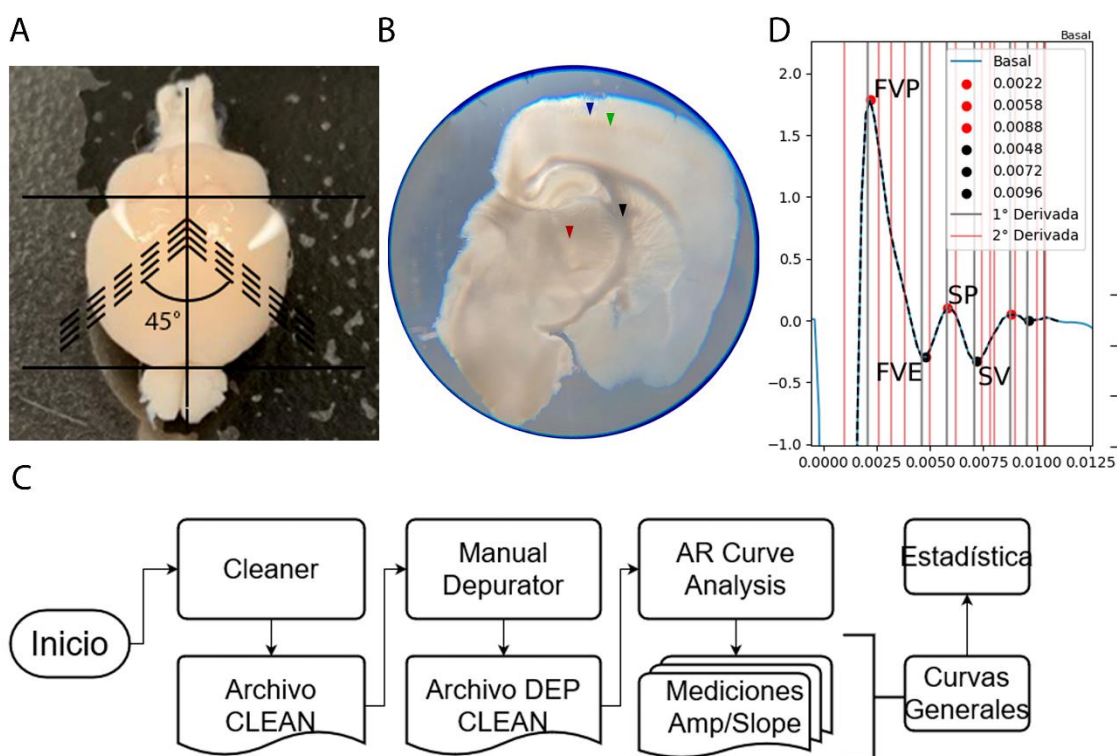 A
45°
B
D
Basal
2.0
1.5
1.0
0.5
0.0
−0.5
−1.0
0.0000 0.0025 0.0050 0.0075 0.0100 0.0125
Basal
0.0022
0.0058
0.0088
0.0048
0.0072
0.0096
1° Derivada
2° Derivada
FVP
SP
FVE
SV
C
Inicio
Cleaner
Archivo
CLEAN
Manual
Depurator
Archivo DEP
CLEAN
AR Curve
Analysis
Mediciones
Amp/Slope
Estadística
Curvas
Generales